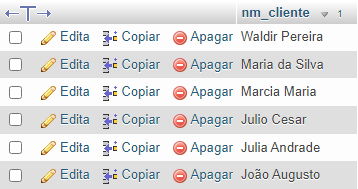 nm_cliente 1
Edita Copiar Apagar Waldir Pereira
Edita Copiar Apagar Maria da Silva
Edita Copiar Apagar Marcia Maria
Edita Copiar Apagar Julio Cesar
Edita Copiar Apagar Julia Andrade
Edita Copiar Apagar João Augusto